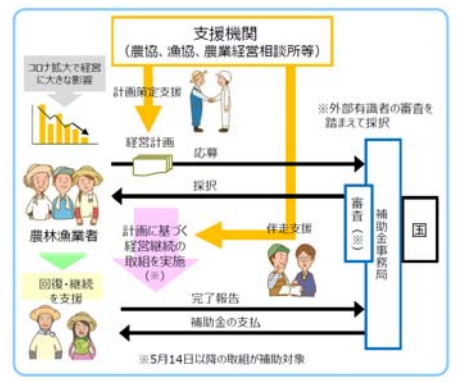 支援機関
（農協、漁協、農業経営相談所等）
コロナ拡大で経営
に大きな影響
計画策定支援
※外部有識者の審査を
踏まえて採択
経営計画
応募
採択
農林漁業者
計画に基づく
経営継続の
取組を実施
（※）
伴走支援
審査（※）
補助金事務局
国
回復・継続
を支援
完了報告
補助金の支払
※5月14日以降の取組が補助対象